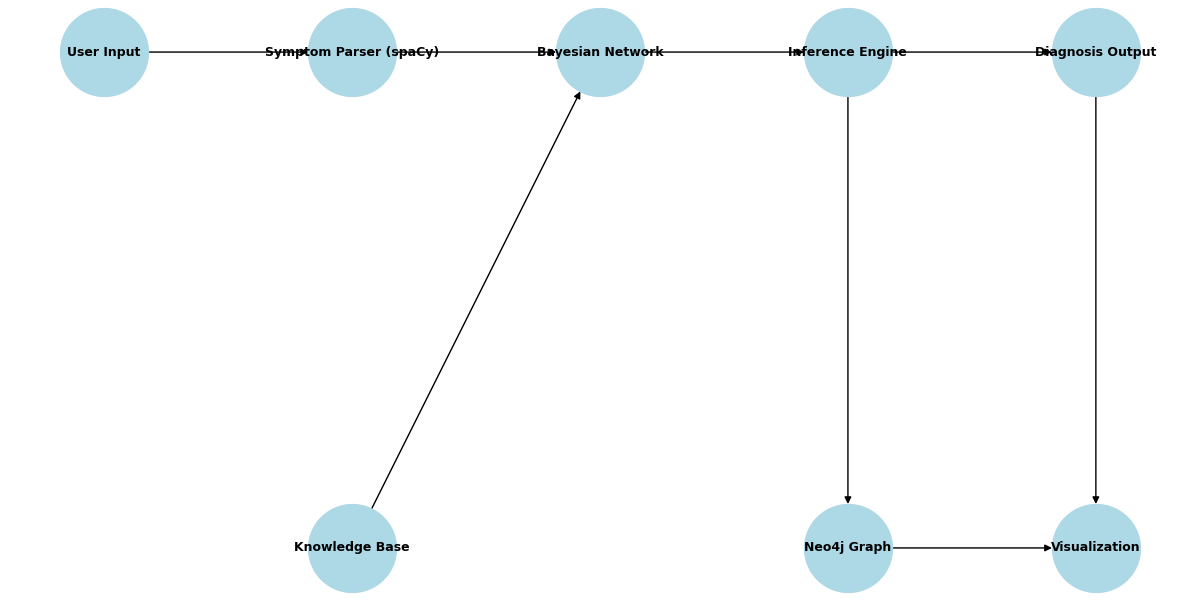 User Input
Symptom Parser (spaCy)
Bayesian Network
Inference Engine
Diagnosis Output
Knowledge Base
Neo4j Graph
Visualization